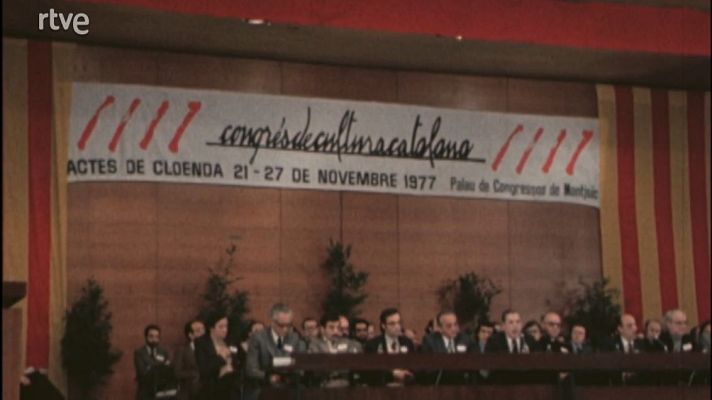 rtve
congrés de cultura catalana
ACTES DE CLOENDA 21-27 DE NOVEMBRE 1977 Palau de Congressos de Montjuïc